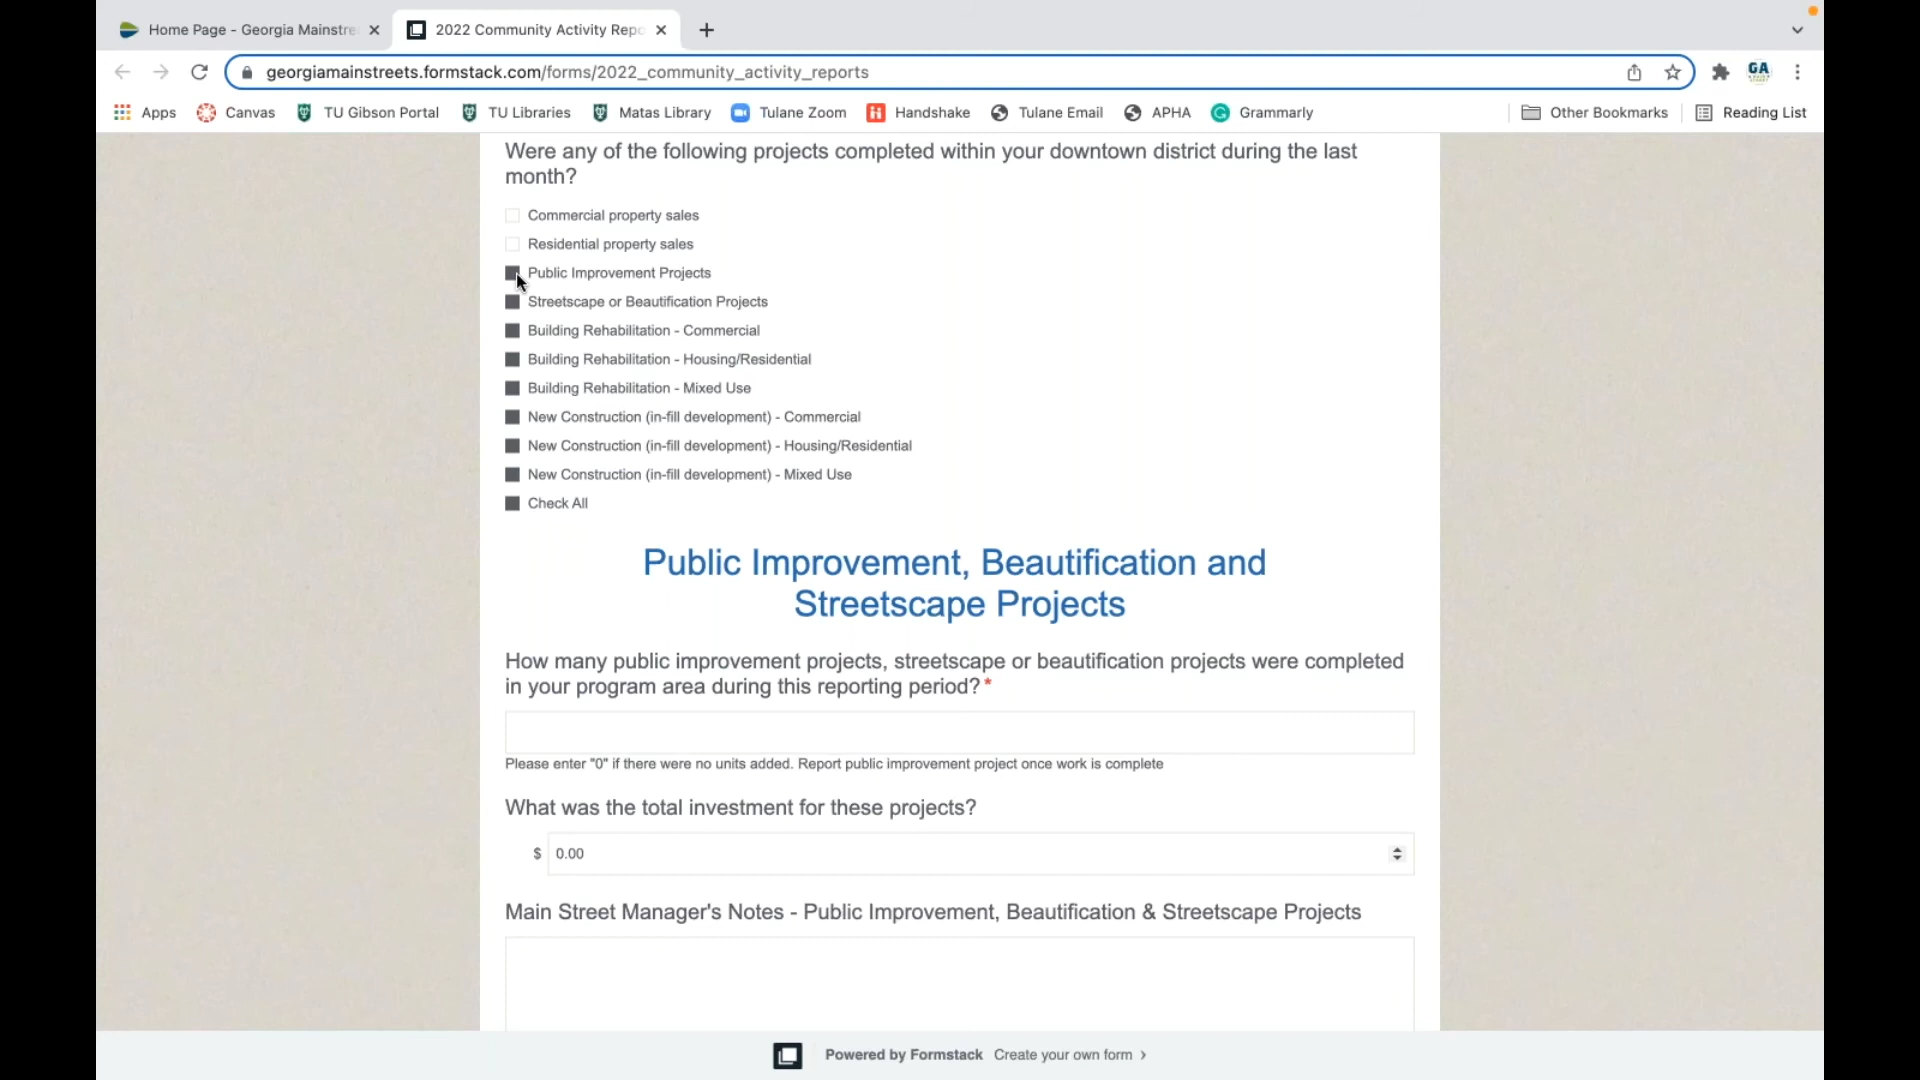 Home Page - Georgia Mainstre
2022 Community Activity Repo
georgiamainstreets.formstack.com/forms/2022_community_activity_reports
GA
Apps
Canvas
TU Gibson Portal
TU Libraries
Matas Library
Tulane Zoom
Handshake
Tulane Email
APHA
Grammarly
Other Bookmarks
Reading List
Were any of the following projects completed within your downtown district during the last
month?
Commercial property sales
Residential property sales
Public Improvement Projects
Streetscape or Beautification Projects
Building Rehabilitation - Commercial
Building Rehabilitation - Housing/Residential
Building Rehabilitation - Mixed Use
New Construction (in-fill development) - Commercial
New Construction (in-fill development) - Housing/Residential
New Construction (in-fill development) - Mixed Use
Check All
Public Improvement, Beautification and
Streetscape Projects
How many public improvement projects, streetscape or beautification projects were completed
in your program area during this reporting period?*
Please enter "0" if there were no units added. Report public improvement project once work is complete
What was the total investment for these projects?
$ 0.00
Main Street Manager's Notes - Public Improvement, Beautification & Streetscape Projects
Powered by Formstack Create your own form ›